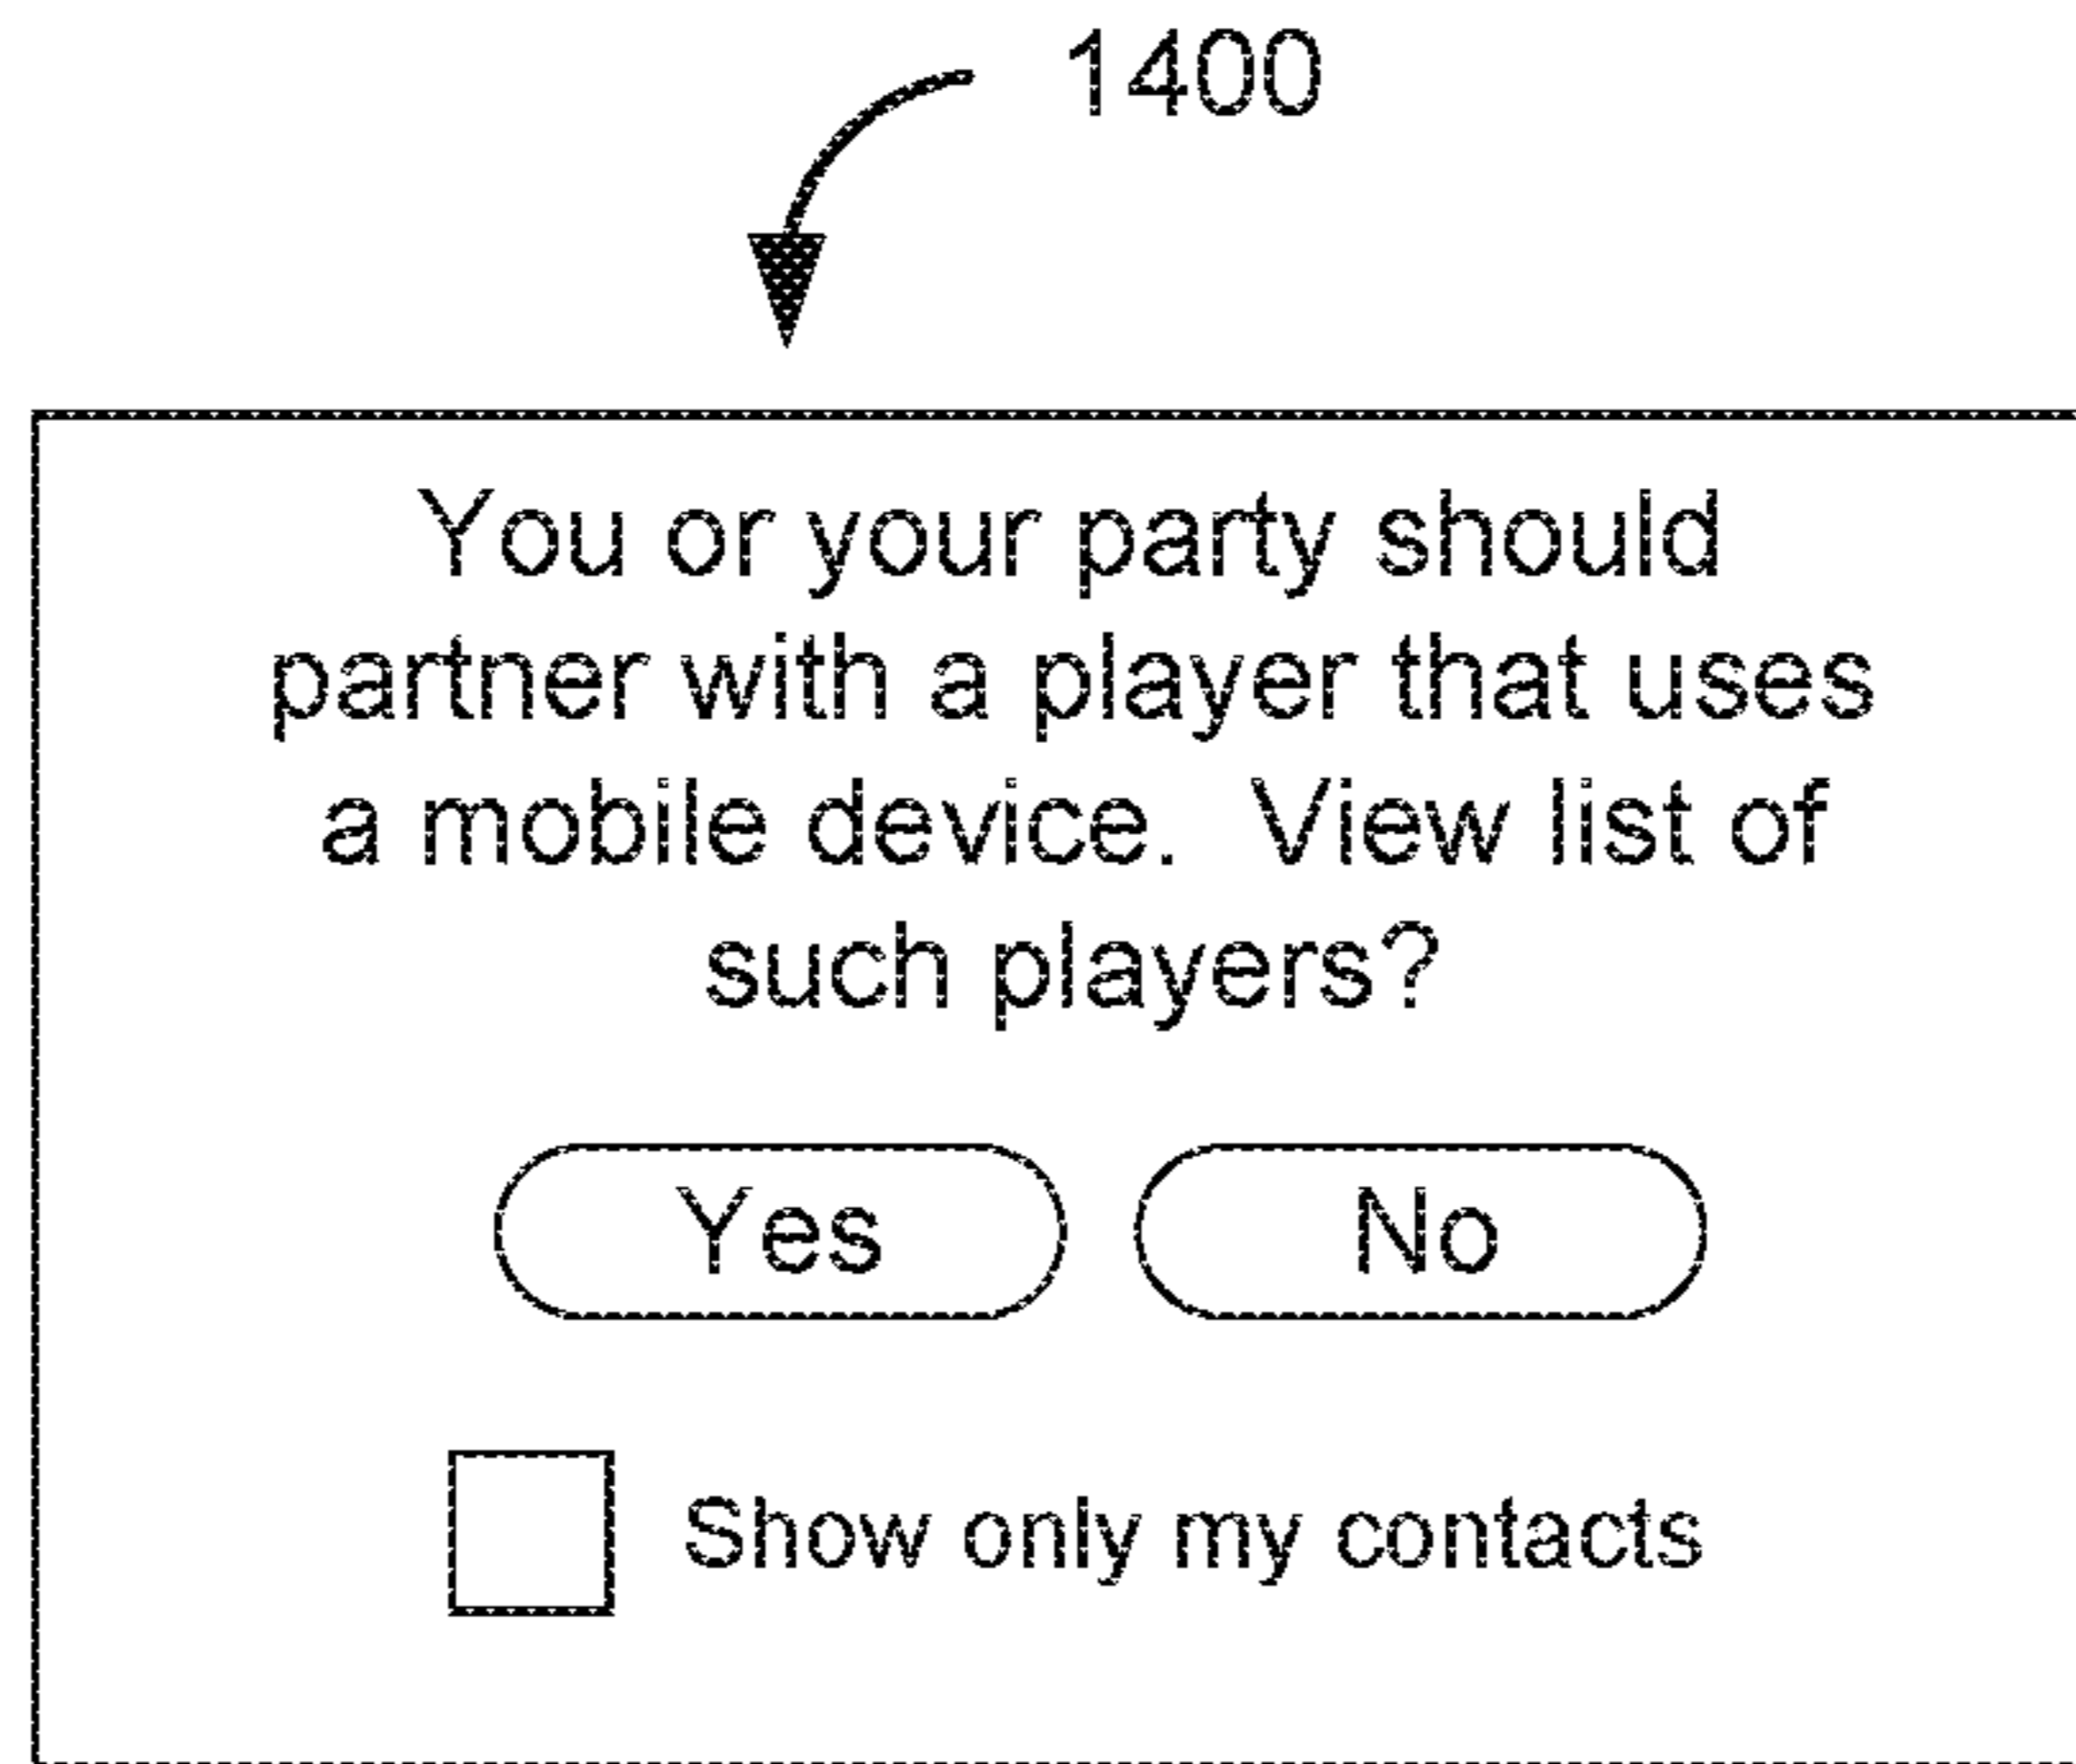 1400
You or your party should
partner with a player that uses
a mobile device.  View list of
such players?
Yes No
Show only my contacts